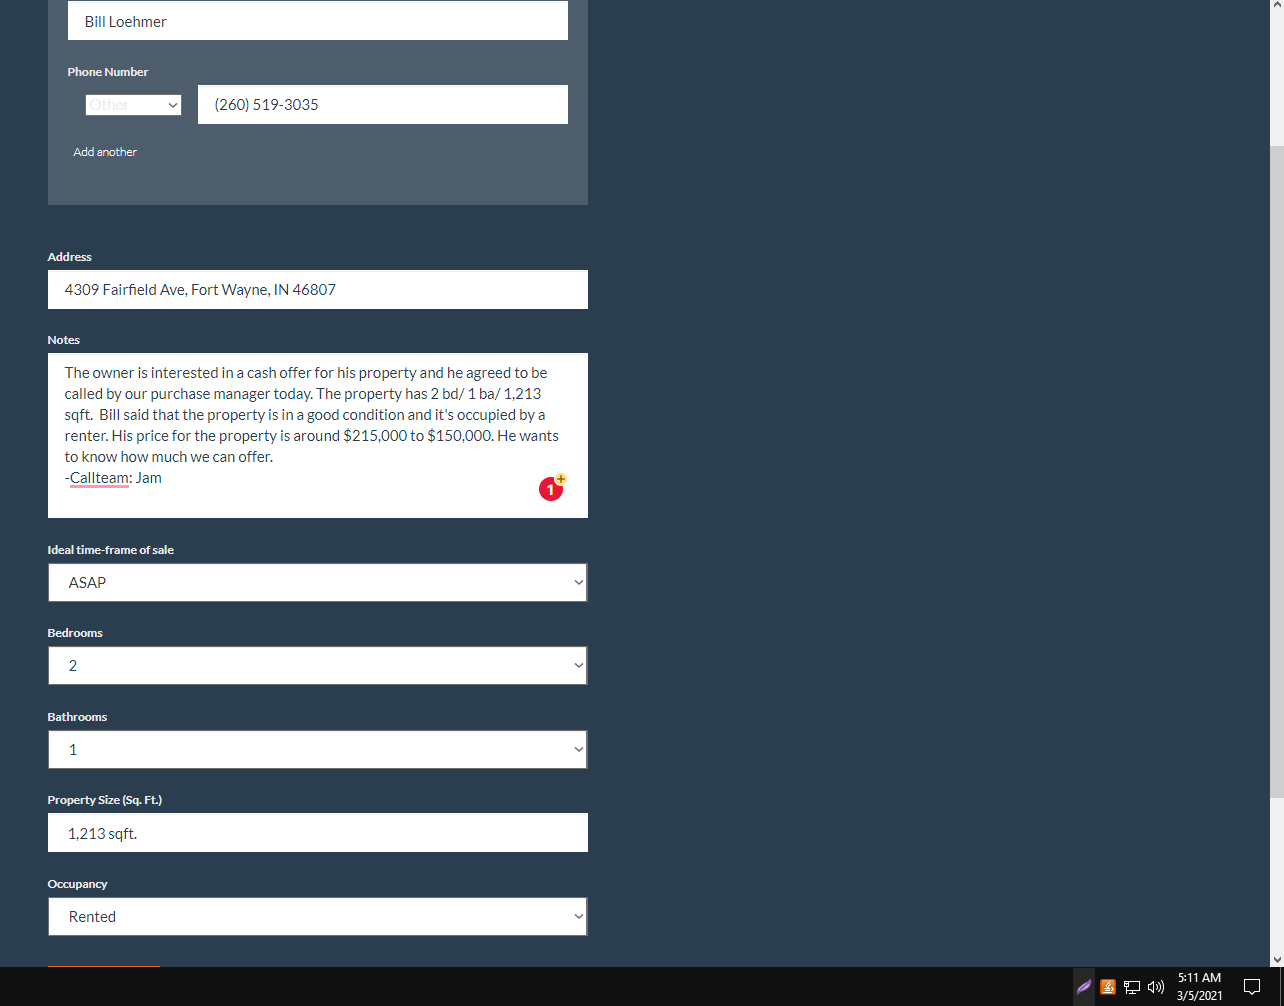 Bill Loehmer
Phone Number
Other
(260) 519-3035
Add another
Address
4309 Fairfield Ave, Fort Wayne, IN 46807
Notes
The owner is interested in a cash offer for his property and he agreed to be
called by our purchase manager today. The property has 2 bd/ 1 ba/ 1,213
sqft.  Bill said that the property is in a good condition and it's occupied by a
renter. His price for the property is around $215,000 to $150,000. He wants
to know how much we can offer.
-Callteam: Jam
1
+
Ideal time-frame of sale
ASAP
Bedrooms
2
Bathrooms
1
Property Size (Sq. Ft.)
1,213 sqft.
Occupancy
Rented
5:11 AM
3/5/2021